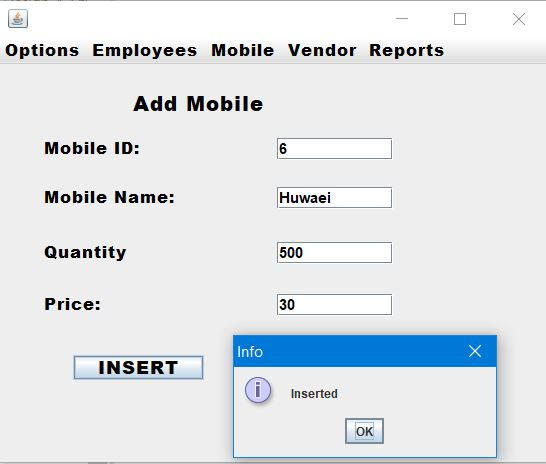 Options Employees Mobile Vendor Reports
Add Mobile
Mobile ID: 6
Mobile Name: Huwaei
Quantity 500
Price: 30
INSERT
Info
Inserted
OK